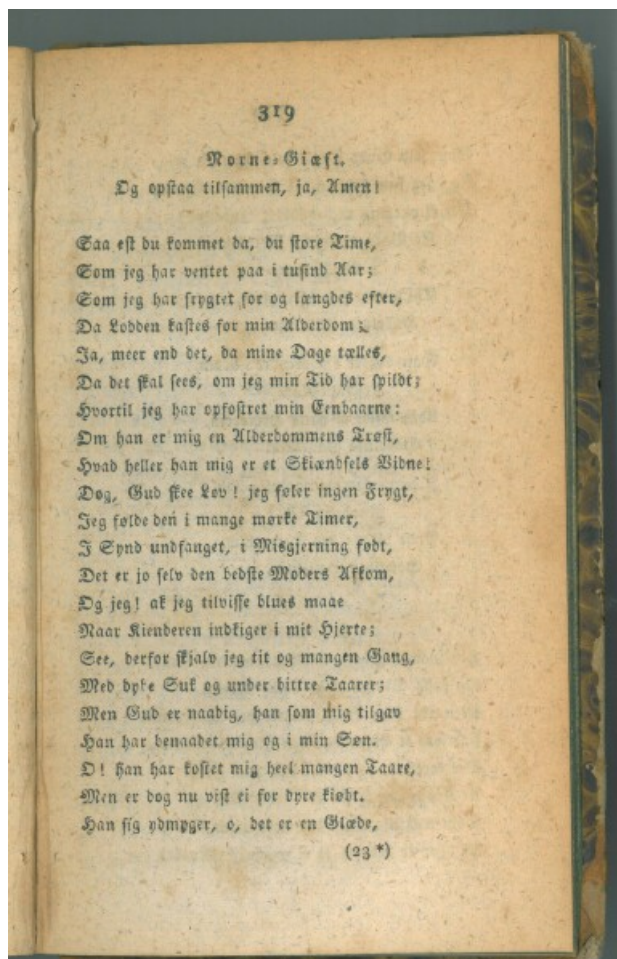 319
Norne-Giæst.
Og opstaa tilsammen, ja, Amen!
Saa est du kommet da, du store Time,
Som jeg har ventet paa i tusind Aar;
Som jeg har frygtet for og længdes efter,
Da Lodden kastes for min Alderdom;
Ja, meer end det, da mine Dage tælles,
Da det skal sees, om jeg min Tid har spildt;
Hvortil jeg har opfostret min Eenbaarne:
Om han er mig en Alderdommens Trøst,
Hvad heller han mig er et Skiændsels Vidne!
Dog, Gud skee Lov! jeg føler ingen Frygt,
Jeg følde den i mange mørke Timer,
I Synd undfanget, i Misgjerning født,
Det er jo selv den bedste Moders Afkom,
Og jeg! ak jeg tilvisse blues maae
Naar Kienderen indkiger i mit Hjerte;
See, derfor skjalv jeg tit og mangen Gang,
Med dybe Suk og under bittre Taarer;
Men Gud er naadig, han som mig tilgav
Han har benaadet mig og i min Søn.
O! han har kostet mig heel mangen Taare,
Men er dog nu vist ei for dyre kiøbt.
Han sig ydmyger, o, det er en Glæde,
(23*)